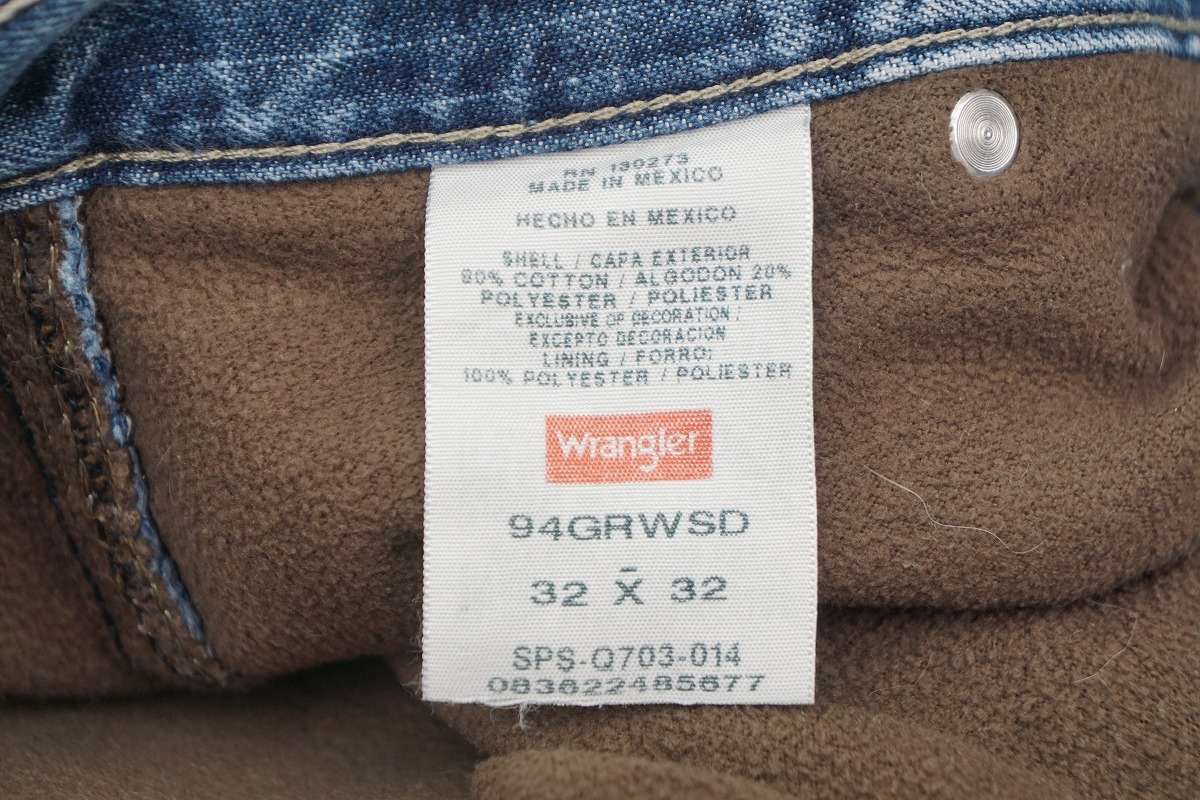 RN 130273
MADE IN MEXICO
HECHO EN MEXICO
SHELL / CAPA EXTERIOR
80% COTTON / ALGODON 20%
POLYESTER / POLIESTER
EXCLUSIVE OF DECORATION /
EXCEPTO DECORACION
LINING / FORRO:
100% POLYESTER / POLIESTER
Wrangler
94GRWSD
32 X 32
SPS-Q703-014
083622485677